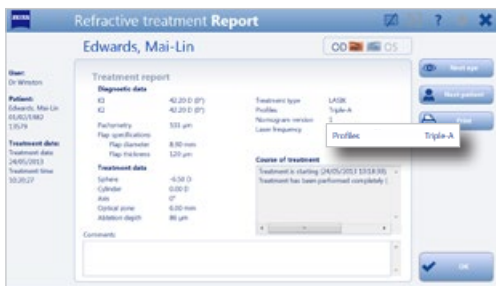 ZEISS
Refractive treatment Report
?
Edwards, Mai-Lin
OD
OS
User:
Dr Winston
Patient:
Edwards, Mai-Lin
01/02/1982
13579
Treatment date:
Treatment date
24/05/2013
Treatment time
10:20:27
Treatment report
Diagnostic data
K1 42.20 D (0°)
K2 42.20 D (0°)
Pachometry 531 µm
Flap specifications
Flap diameter 8.90 mm
Flap thickness 120 µm
Treatment data
Sphere -6.50 D
Cylinder 0.00 D
Axis 0°
Optical zone 6.00 mm
Ablation depth 86 µm
Treatment type LASIK
Profiles Triple-A
Nomogram version 1
Laser frequency
Profiles Triple-A
Course of treatment
Treatment is starting (24/05/2013 10:18:39)
Treatment has been performed completely (
Comments:
Next eye
Next patient
Print
OK